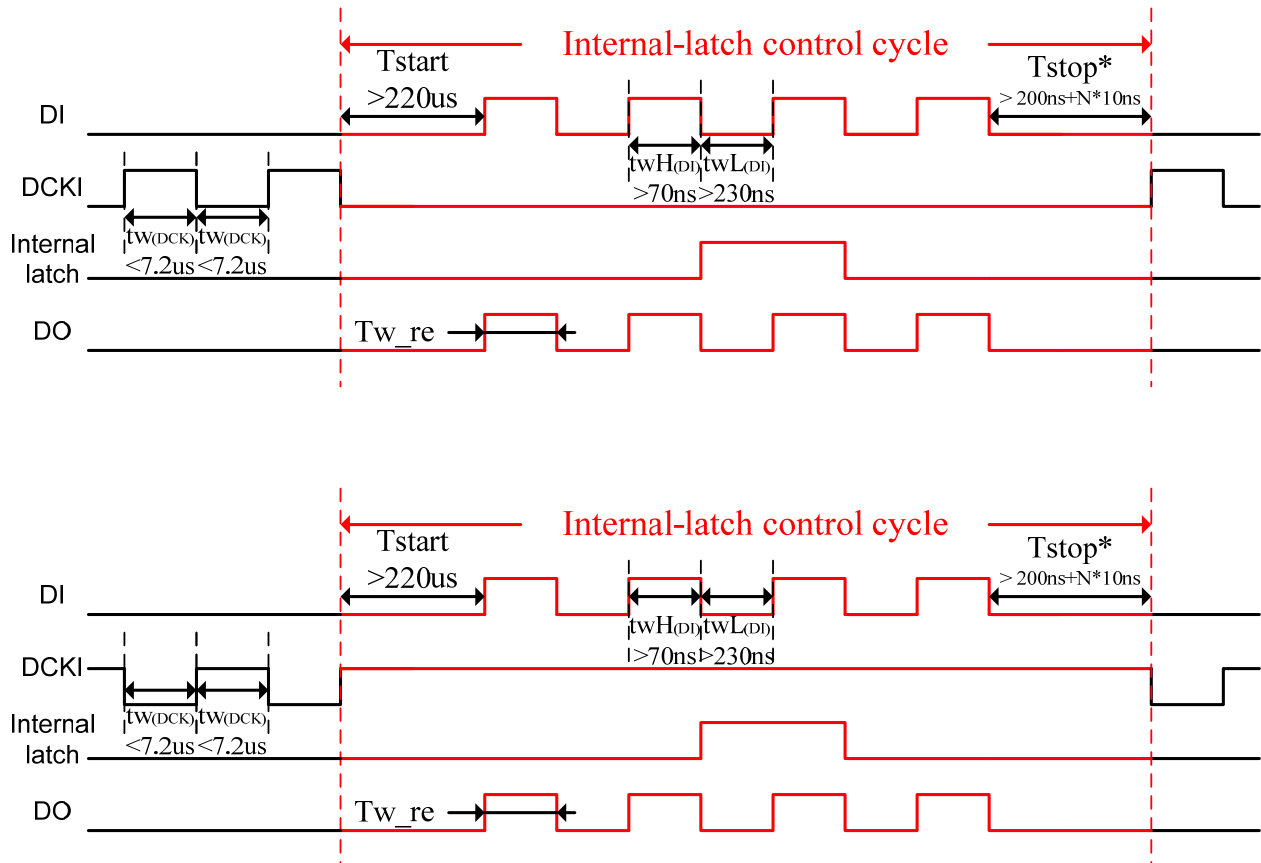 Internal-latch control cycle
Tstart
>220us
Tstop*
> 200ns+N*10ns
DI
twH(DI) twL(DI)
>70ns >230ns
DCKI
tw(DCK) tw(DCK)
<7.2us <7.2us
Internal
latch
DO
Tw_re
Internal-latch control cycle
Tstart
>220us
Tstop*
> 200ns+N*10ns
DI
twH(DI) twL(DI)
>70ns >230ns
DCKI
tw(DCK) tw(DCK)
<7.2us <7.2us
Internal
latch
DO
Tw_re